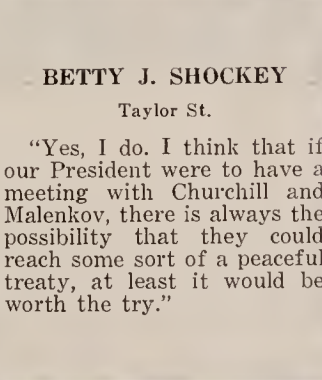 BETTY J. SHOCKEY
Taylor St.
“Yes, I do. I think that if
our President were to have a
meeting with Churchill and
Malenkov, there is always the
possibility that they could
reach some sort of a peaceful
treaty, at least it would be
worth the try.”